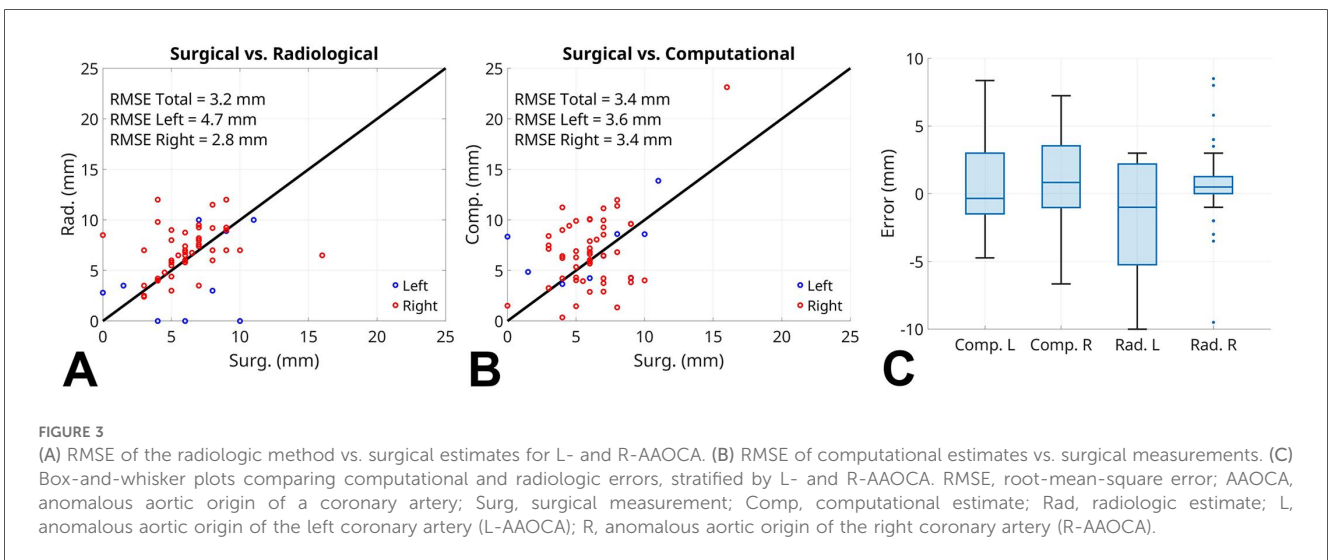 Surgical vs. Radiological
25
20
15
10
5
0
Rad. (mm)
RMSE Total = 3.2 mm
RMSE Left = 4.7 mm
RMSE Right = 2.8 mm
Left
Right
0 5 10 15 20 25
Surg. (mm)
A
Surgical vs. Computational
25
20
15
10
5
0
Comp. (mm)
RMSE Total = 3.4 mm
RMSE Left = 3.6 mm
RMSE Right = 3.4 mm
Left
Right
0 5 10 15 20 25
Surg. (mm)
B
10
5
0
-5
-10
Error (mm)
Comp. L Comp. R Rad. L Rad. R
C
FIGURE 3
(A) RMSE of the radiologic method vs. surgical estimates for L- and R-AAOCA. (B) RMSE of computational estimates vs. surgical measurements. (C)
Box-and-whisker plots comparing computational and radiologic errors, stratified by L- and R-AAOCA. RMSE, root-mean-square error; AAOCA,
anomalous aortic origin of a coronary artery; Surg, surgical measurement; Comp, computational estimate; Rad, radiologic estimate; L,
anomalous aortic origin of the left coronary artery (L-AAOCA); R, anomalous aortic origin of the right coronary artery (R-AAOCA).